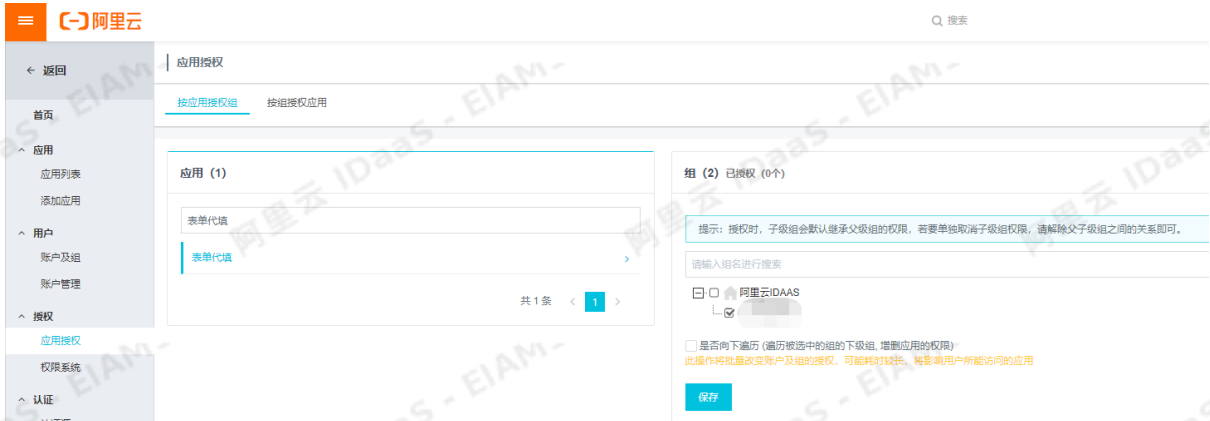 阿里云
搜索
返回
首页
应用
应用列表
添加应用
用户
账户及组
账户管理
授权
应用授权
权限系统
认证
应用授权
按应用授权组 按组授权应用
应用（1）
表单代填
表单代填
共 1 条 1
组（2）已授权（0个）
提示：授权时，子级组会默认继承父级组的权限，若要单独取消子级组权限，请解除父子级组之间的关系即可。
请输入组名进行搜索
阿里云IDAAS
是否向下遍历 (遍历被选中的组的下级组, 增删应用的权限)
此操作将批量改变账户及组的授权，可能耗时较长，将影响用户所能访问的应用
保存
阿里云 IDaaS - EIAM-